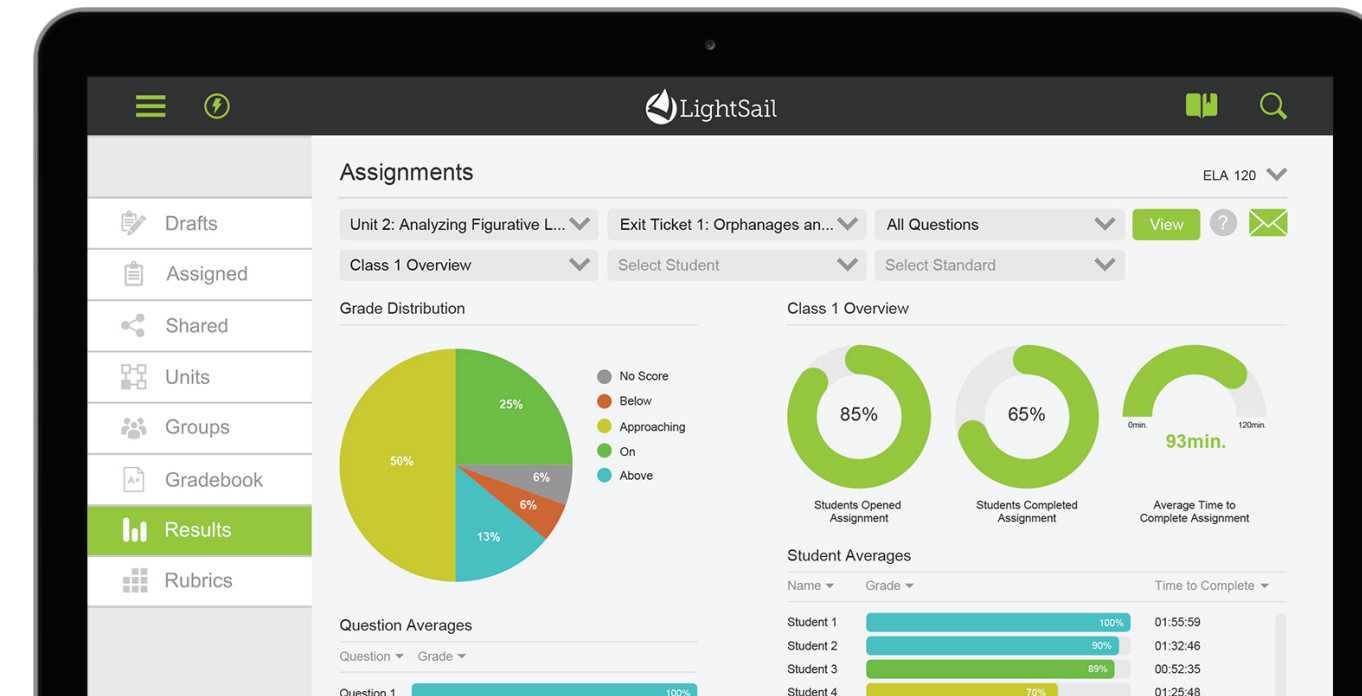 LightSail
Assignments
ELA 120
Drafts
Assigned
Shared
Units
Groups
A+
Gradebook
Results
Rubrics
Unit 2: Analyzing Figurative L...
Exit Ticket 1: Orphanages an...
All Questions
View
?
Class 1 Overview
Select Student
Select Standard
Grade Distribution
25%
50%
6%
6%
13%
No Score
Below
Approaching
On
Above
Class 1 Overview
85%
Students Opened
Assignment
65%
Students Completed
Assignment
0min.
120min.
93min.
Average Time to
Complete Assignment
Question Averages
Question Grade
Question 1 100%
Student Averages
Name Grade Time to Complete
Student 1 100% 01:55:59
Student 2 90% 01:32:46
Student 3 89% 00:52:35
Student 4 70% 01:25:48